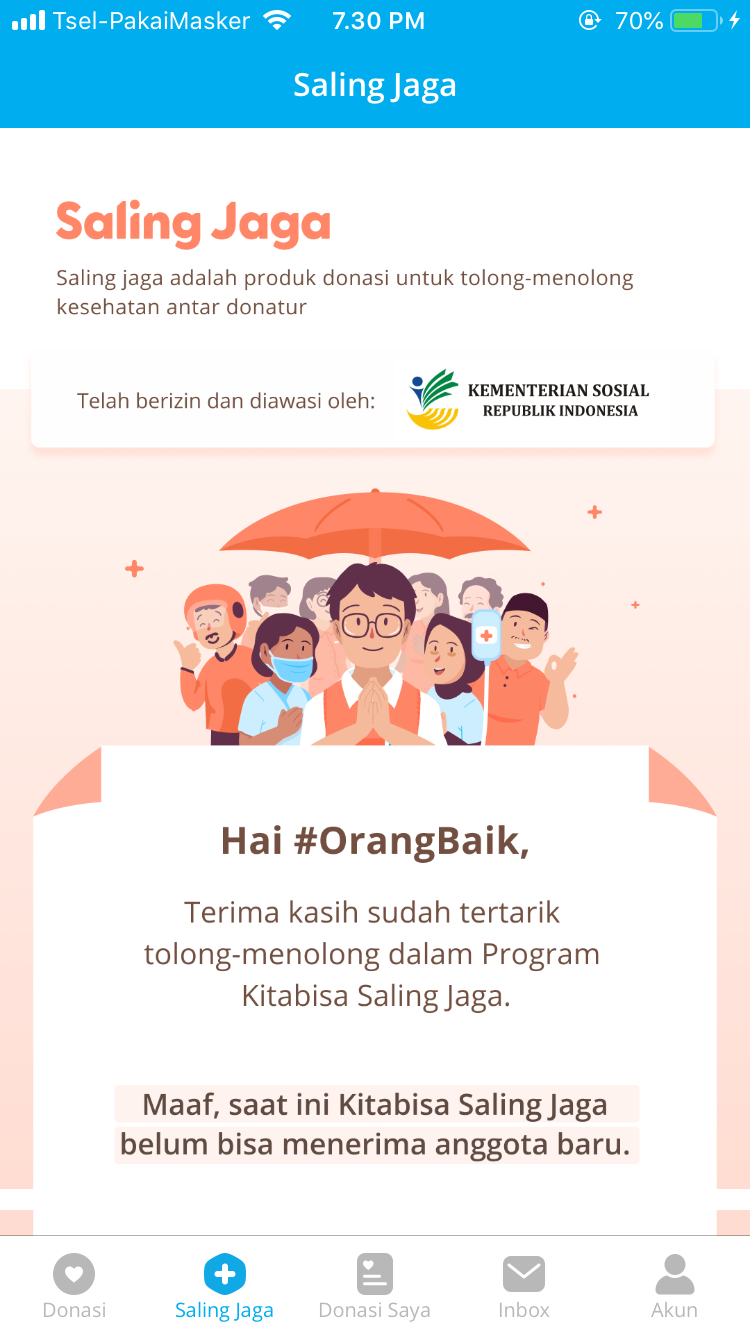 Tsel-PakaiMasker 7.30 PM 70%
Saling Jaga
Saling Jaga
Saling jaga adalah produk donasi untuk tolong-menolong
kesehatan antar donatur
Telah berizin dan diawasi oleh:
KEMENTERIAN SOSIAL
REPUBLIK INDONESIA
Hai #OrangBaik,
Terima kasih sudah tertarik
tolong-menolong dalam Program
Kitabisa Saling Jaga.
Maaf, saat ini Kitabisa Saling Jaga
belum bisa menerima anggota baru.
Donasi Saling Jaga Donasi Saya Inbox Akun